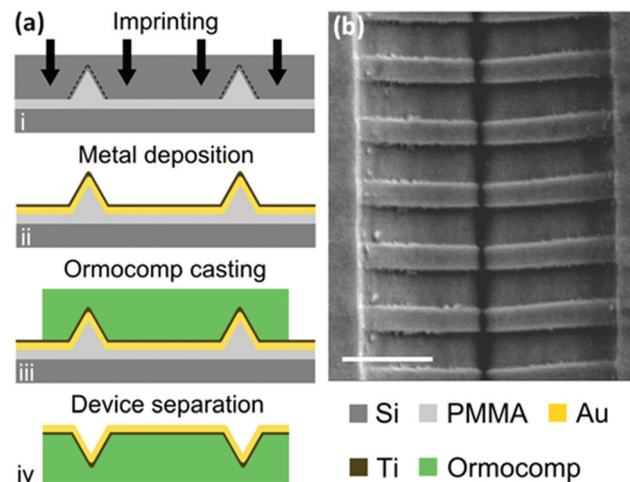 (a)
Imprinting
i
Metal deposition
ii
Ormocomp casting
iii
Device separation
iv
(b)
Si PMMA Au
Ti Ormocomp